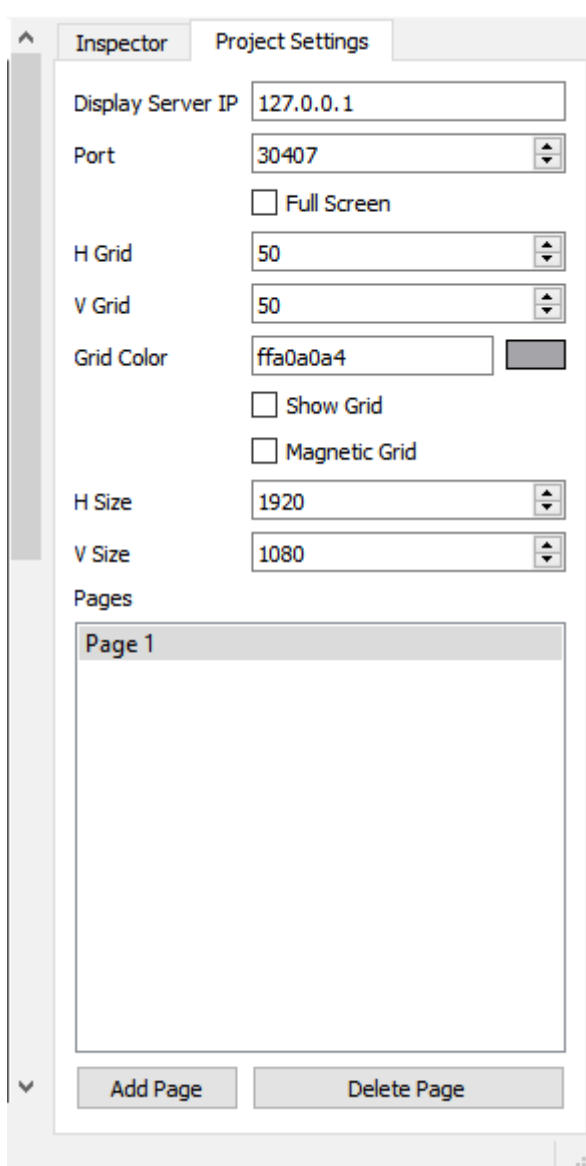 Inspector Project Settings
Display Server IP 127.0.0.1
Port 30407
Full Screen
H Grid 50
V Grid 50
Grid Color ffa0a0a4
Show Grid
Magnetic Grid
H Size 1920
V Size 1080
Pages
Page 1
Add Page Delete Page